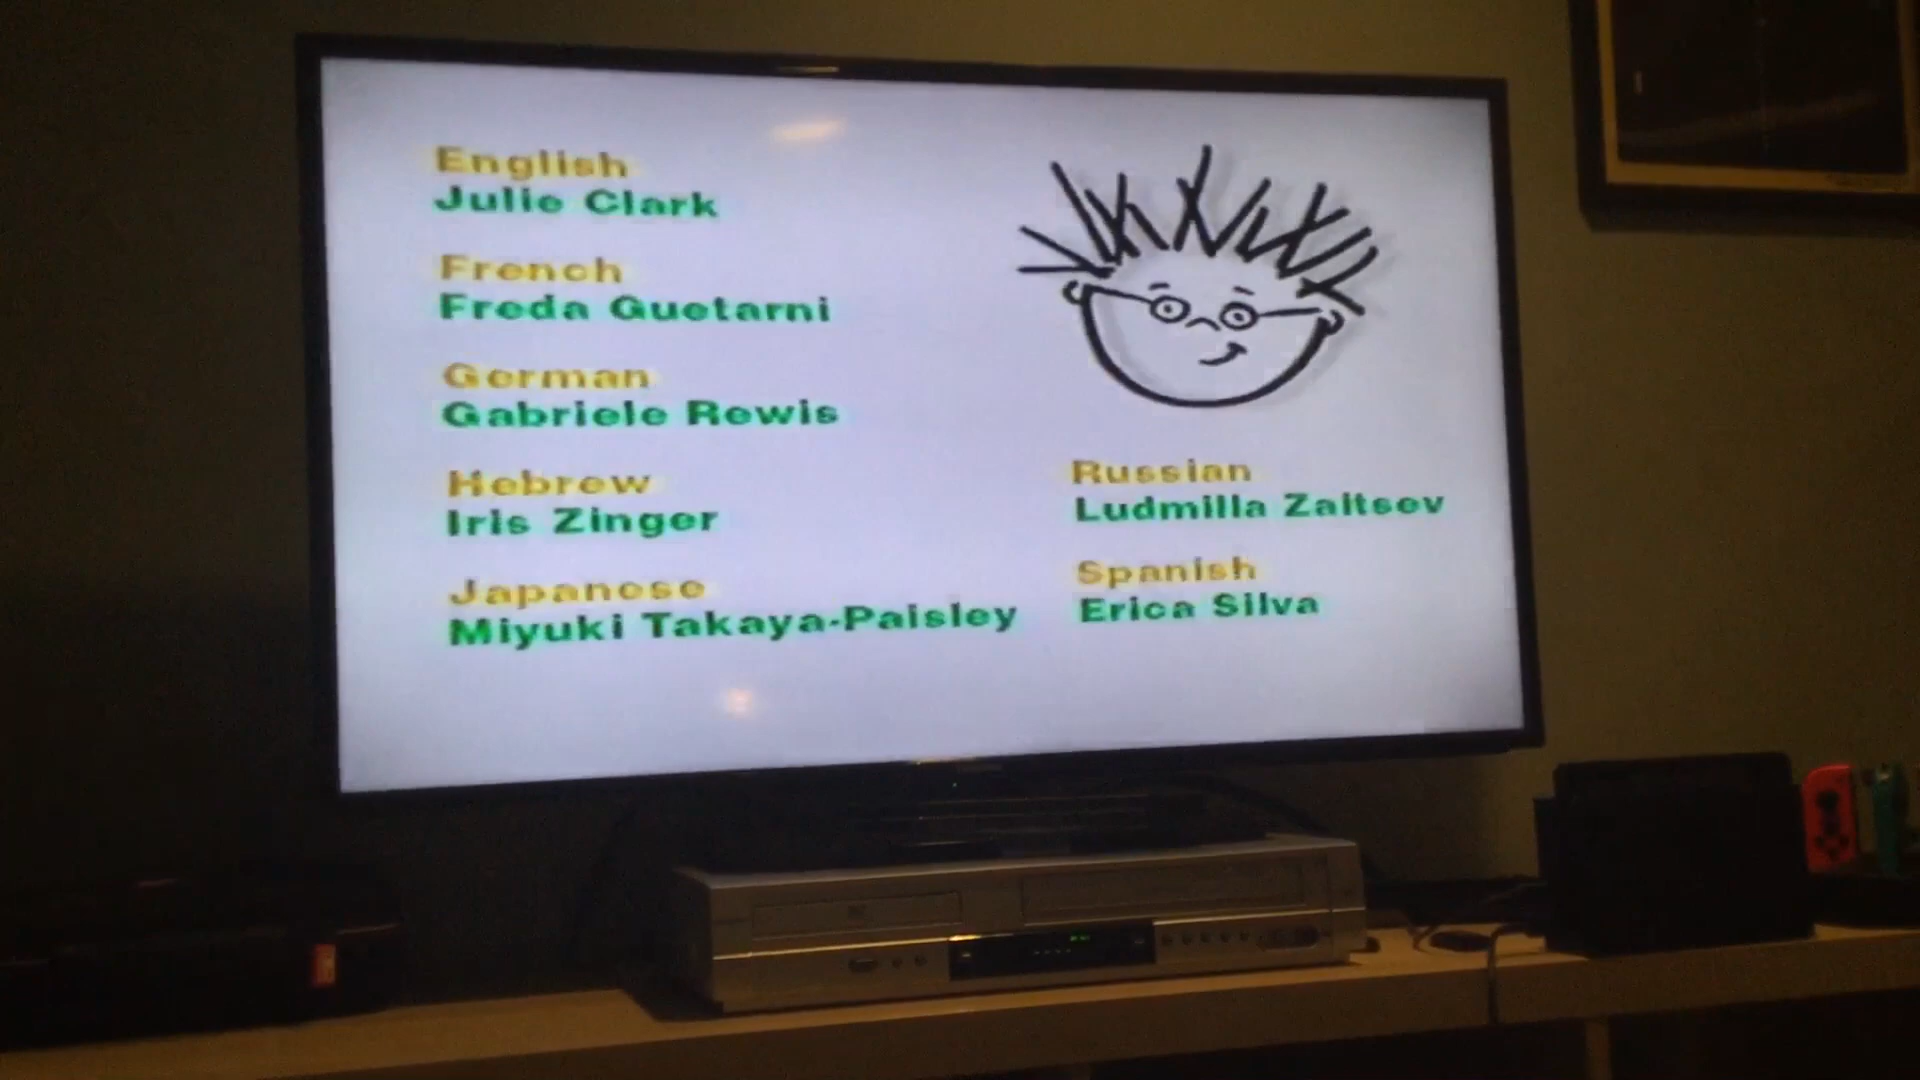 English
Julie Clark
French
Freda Guetarni
German
Gabriele Rewis
Hebrew
Iris Zinger
Japanese
Miyuki Takaya-Paisley
Russian
Ludmilla Zaitsev
Spanish
Erica Silva